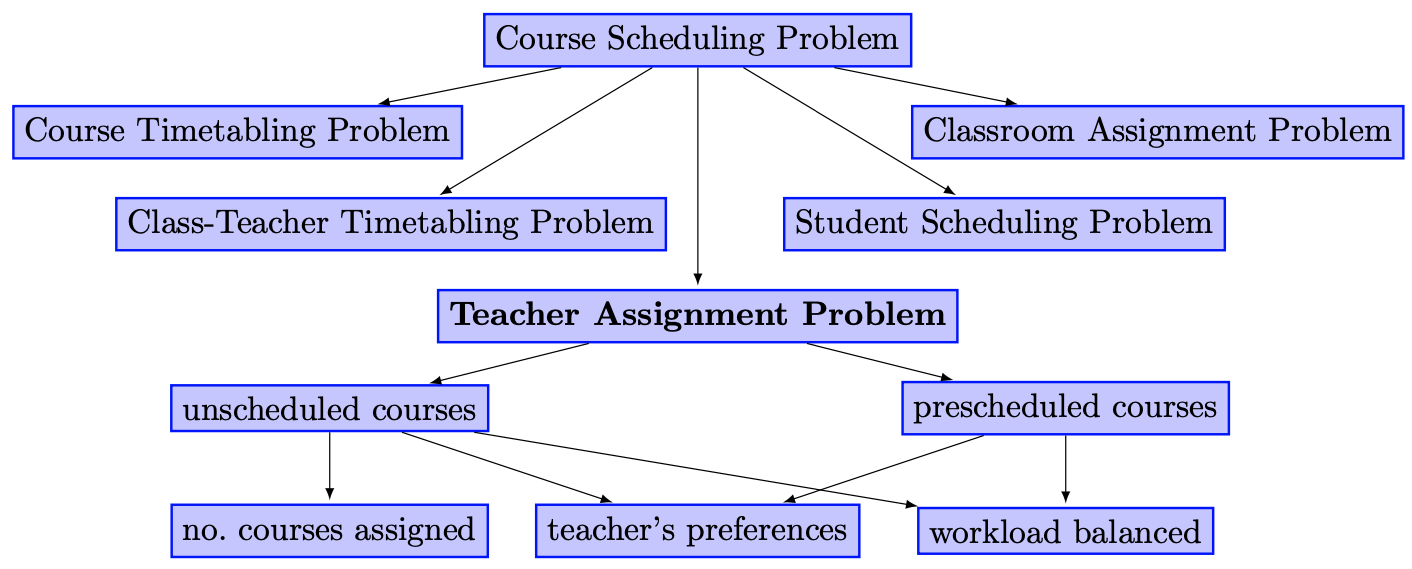 Course Scheduling Problem
Course Timetabling Problem
Classroom Assignment Problem
Class-Teacher Timetabling Problem
Student Scheduling Problem
Teacher Assignment Problem
unscheduled courses
prescheduled courses
no. courses assigned
teacher's preferences
workload balanced